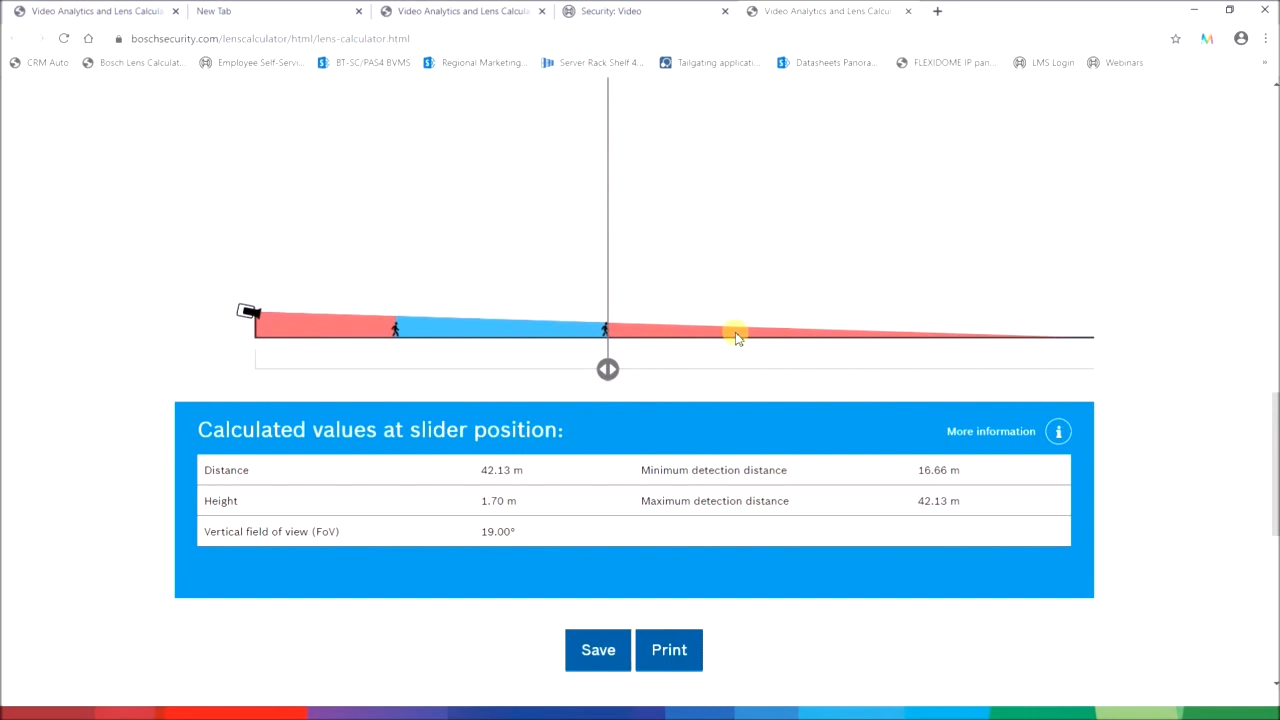 Video Analytics and Lens Calcula
New Tab
Video Analytics and Lens Calcula
Security: Video
Video Analytics and Lens Calcul
boschsecurity.com/lenscalculator/html/lens-calculator.html
CRM Auto
Bosch Lens Calculat...
Employee Self-Servi...
BT-SC/PAS4 BVMS
Regional Marketing...
Server Rack Shelf 4...
Tailgating applicati...
Datasheets Panora...
FLEXIDOME IP pan...
LMS Login
Webinars
»
Calculated values at slider position:
More information
Distance 42.13 m Minimum detection distance 16.66 m
Height 1.70 m Maximum detection distance 42.13 m
Vertical field of view (FoV) 19.00°
Save Print